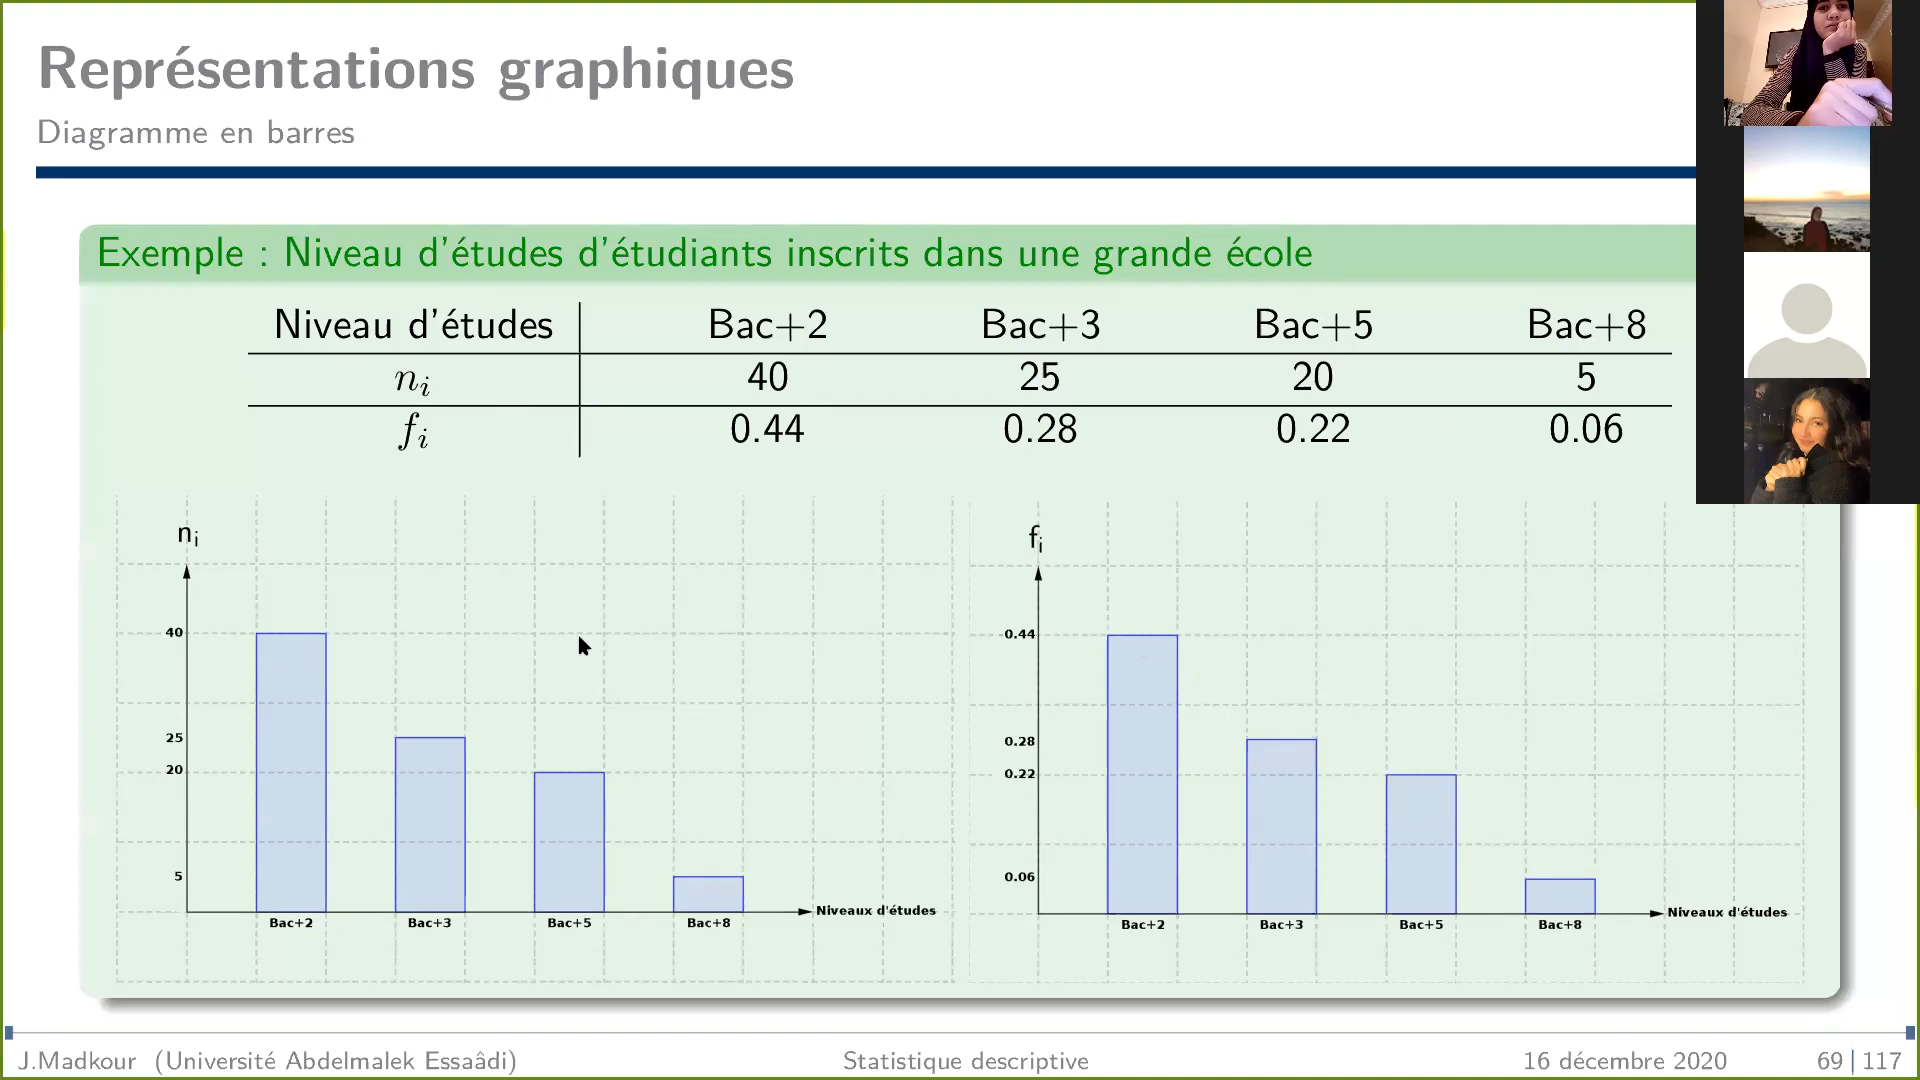 Représentations graphiques
Diagramme en barres
Exemple : Niveau d'études d'étudiants inscrits dans une grande école
Niveau d'études Bac+2 Bac+3 Bac+5 Bac+8
nᵢ 40 25 20 5
fᵢ 0.44 0.28 0.22 0.06
nᵢ
40
25
20
5
Bac+2 Bac+3 Bac+5 Bac+8
Niveaux d'études
fᵢ
0.44
0.28
0.22
0.06
Bac+2 Bac+3 Bac+5 Bac+8
Niveaux d'études
J.Madkour (Université Abdelmalek Essaâdi) Statistique descriptive 16 décembre 2020 69 | 117